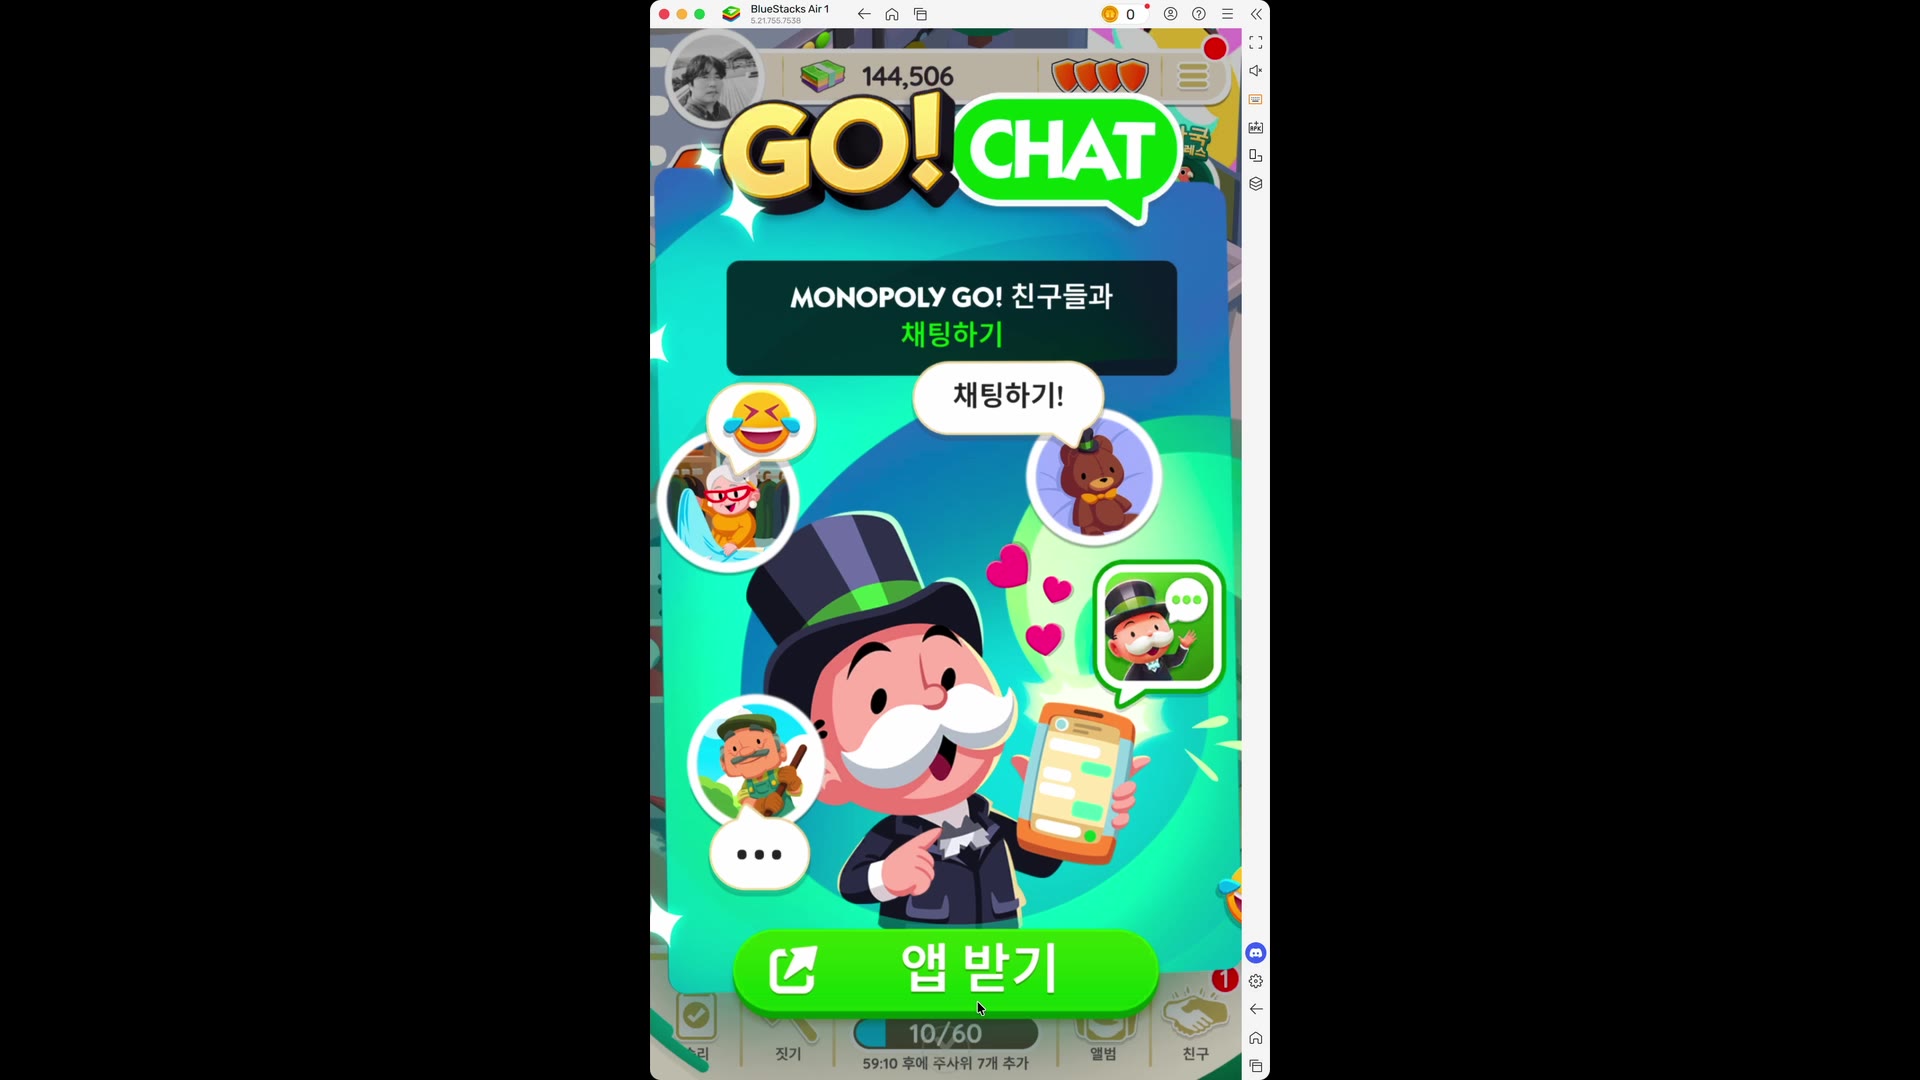 BlueStacks Air 1
5.21.755.7538
0
144,506
GO! CHAT
MONOPOLY GO! 친구들과
채팅하기
채팅하기!
앱 받기
1
10/60
짓기
앨범
친구
59:10 후에 주사위 7개 추가